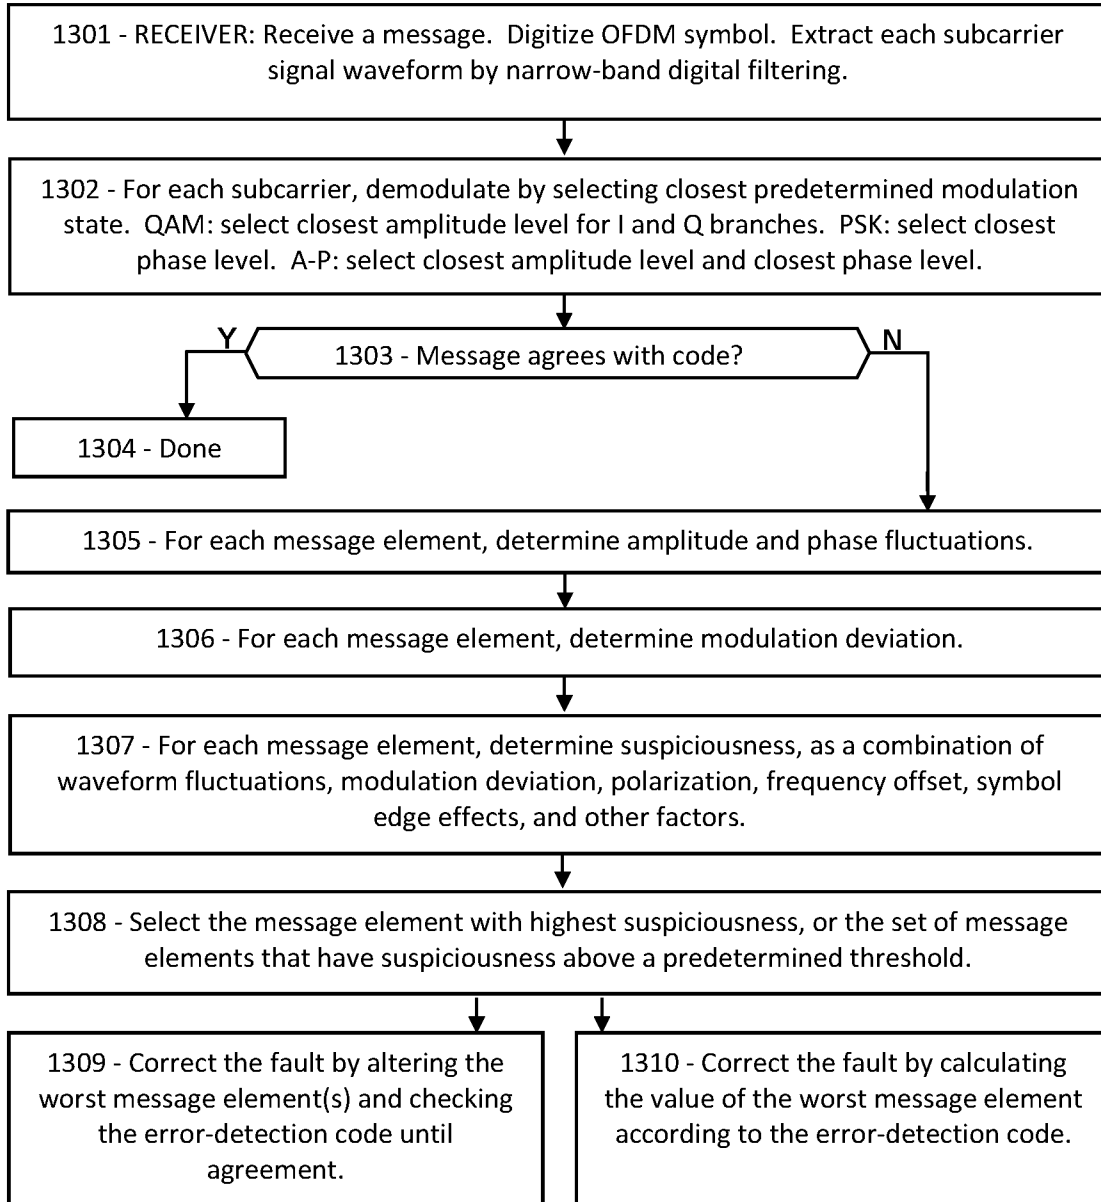 1301 - RECEIVER: Receive a message.  Digitize OFDM symbol.  Extract each subcarrier
signal waveform by narrow-band digital filtering.
1302 - For each subcarrier, demodulate by selecting closest predetermined modulation
state.  QAM: select closest amplitude level for I and Q branches.  PSK: select closest
phase level.  A-P: select closest amplitude level and closest phase level.
Y
N
1303 - Message agrees with code?
1304 - Done
1305 - For each message element, determine amplitude and phase fluctuations.
1306 - For each message element, determine modulation deviation.
1307 - For each message element, determine suspiciousness, as a combination of
waveform fluctuations, modulation deviation, polarization, frequency offset, symbol
edge effects, and other factors.
1308 - Select the message element with highest suspiciousness, or the set of message
elements that have suspiciousness above a predetermined threshold.
1309 - Correct the fault by altering the
worst message element(s) and checking
the error-detection code until
agreement.
1310 - Correct the fault by calculating
the value of the worst message element
according to the error-detection code.